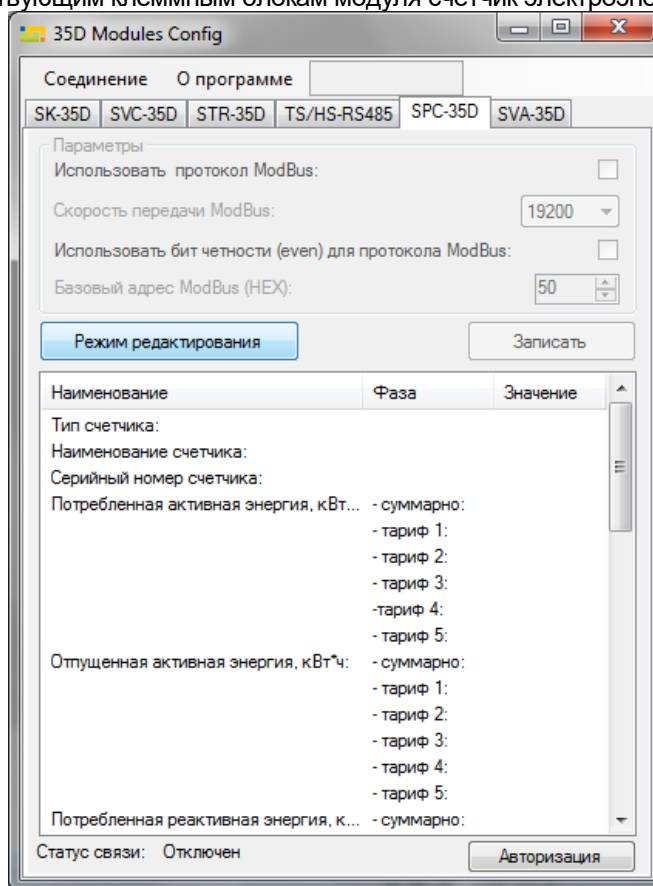 клеммным блокам модуля счетчик
35D Modules Config
Соединение О программе
SK-35D SVC-35D STR-35D TS/HS-RS485 SPC-35D SVA-35D
Параметры
Использовать протокол ModBus:
Скорость передачи ModBus: 19200
Использовать бит четности (even) для протокола ModBus:
Базовый адрес ModBus (HEX): 50
Режим редактирования Записать
Наименование Фаза Значение
Тип счетчика:
Наименование счетчика:
Серийный номер счетчика:
Потребленная активная энергия, кВт... - суммарно:
- тариф 1:
- тариф 2:
- тариф 3:
-тариф 4:
- тариф 5:
Отпущенная активная энергия, кВт*ч: - суммарно:
- тариф 1:
- тариф 2:
- тариф 3:
- тариф 4:
- тариф 5:
Потребленная реактивная энергия, к... - суммарно:
Статус связи: Отключен Авторизация